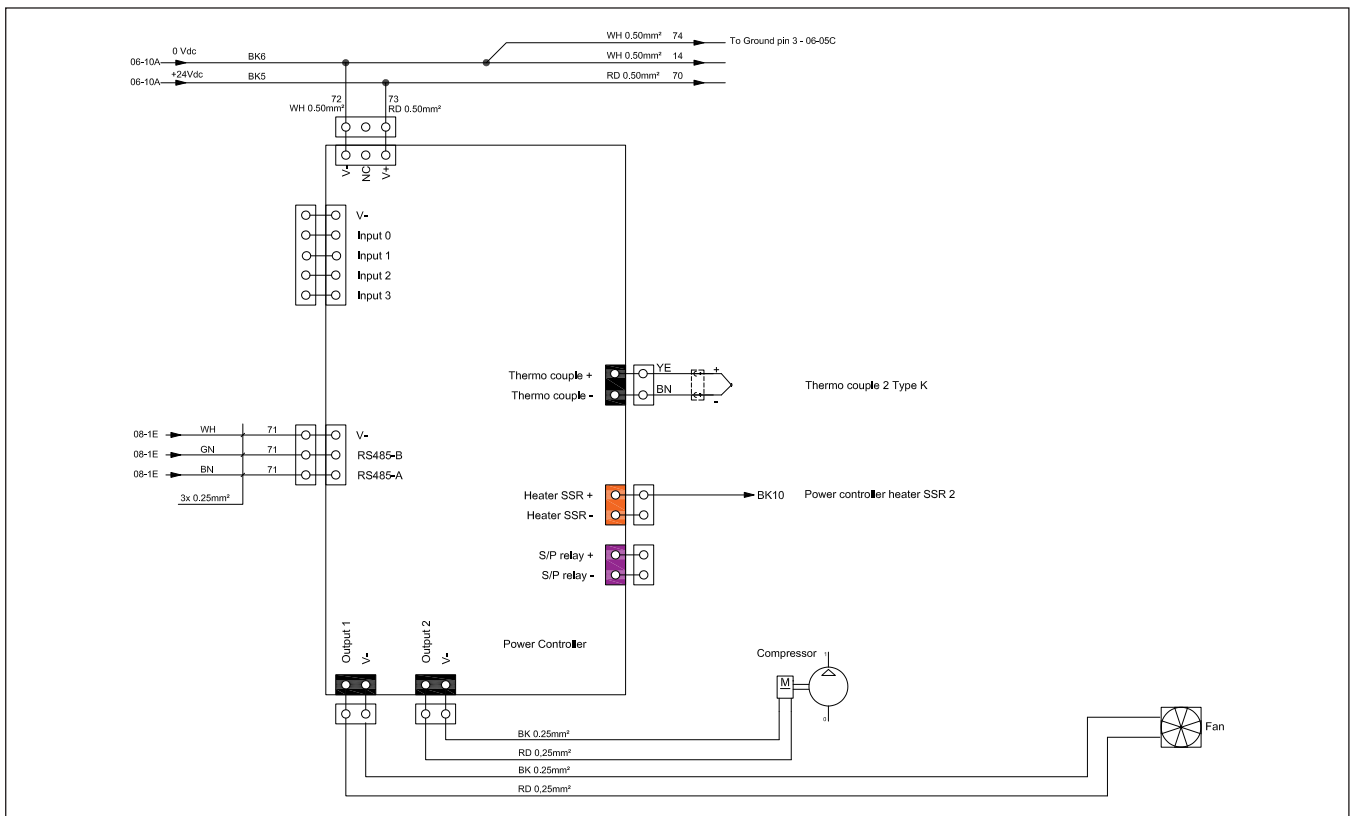 WH 0.50mm² 74 To Ground pin 3 - 06-05C
0 Vdc
06-10A BK6 WH 0.50mm² 14
+24Vdc
06-10A BK5 RD 0.50mm² 70
72 73
WH 0.50mm² RD 0.50mm²
V- NC V+
V-
Input 0
Input 1
Input 2
Input 3
Thermo couple + YE +
Thermo couple - BN -
Thermo couple 2 Type K
08-1E WH 71 V-
08-1E GN 71 RS485-B
08-1E BN 71 RS485-A
3x 0.25mm²
Heater SSR + BK10 Power controller heater SSR 2
Heater SSR -
S/P relay +
S/P relay -
Output 1 V- Output 2 V-
Power Controller
Compressor 1
M
0
Fan
BK 0.25mm²
RD 0,25mm²
BK 0.25mm²
RD 0,25mm²